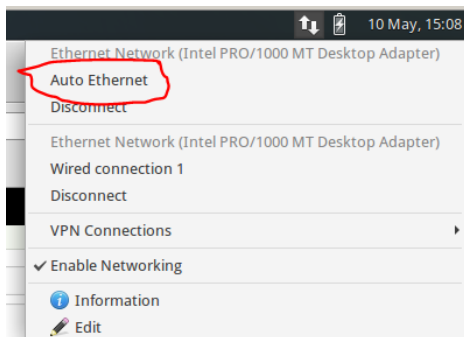 10 May, 15:08
Ethernet Network (Intel PRO/1000 MT Desktop Adapter)
Auto Ethernet
Disconnect
Ethernet Network (Intel PRO/1000 MT Desktop Adapter)
Wired connection 1
Disconnect
VPN Connections
Enable Networking
Information
Edit